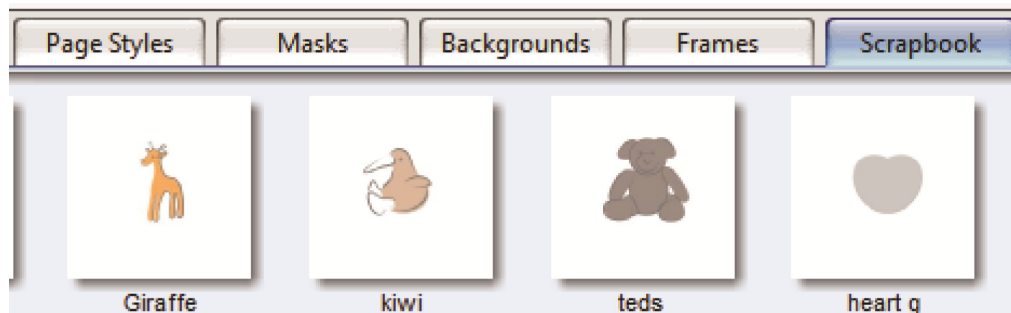 Page Styles Masks Backgrounds Frames Scrapbook
Giraffe kiwi teds heart g